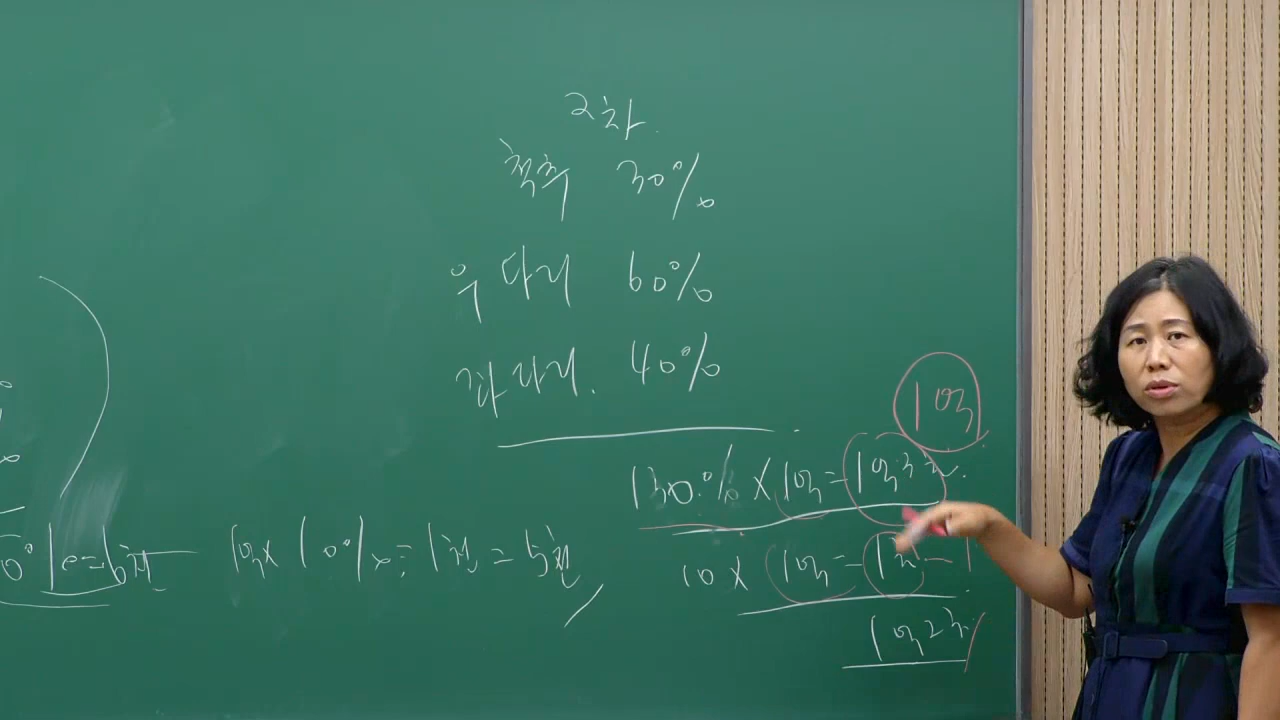 2차
척추 30%
우 다리 60%
좌 다리. 40%
1억
130% X 1억 = 1억3천
10 X 1억 = 1천
1억2천
1억 X 10% = 1천 = 5천